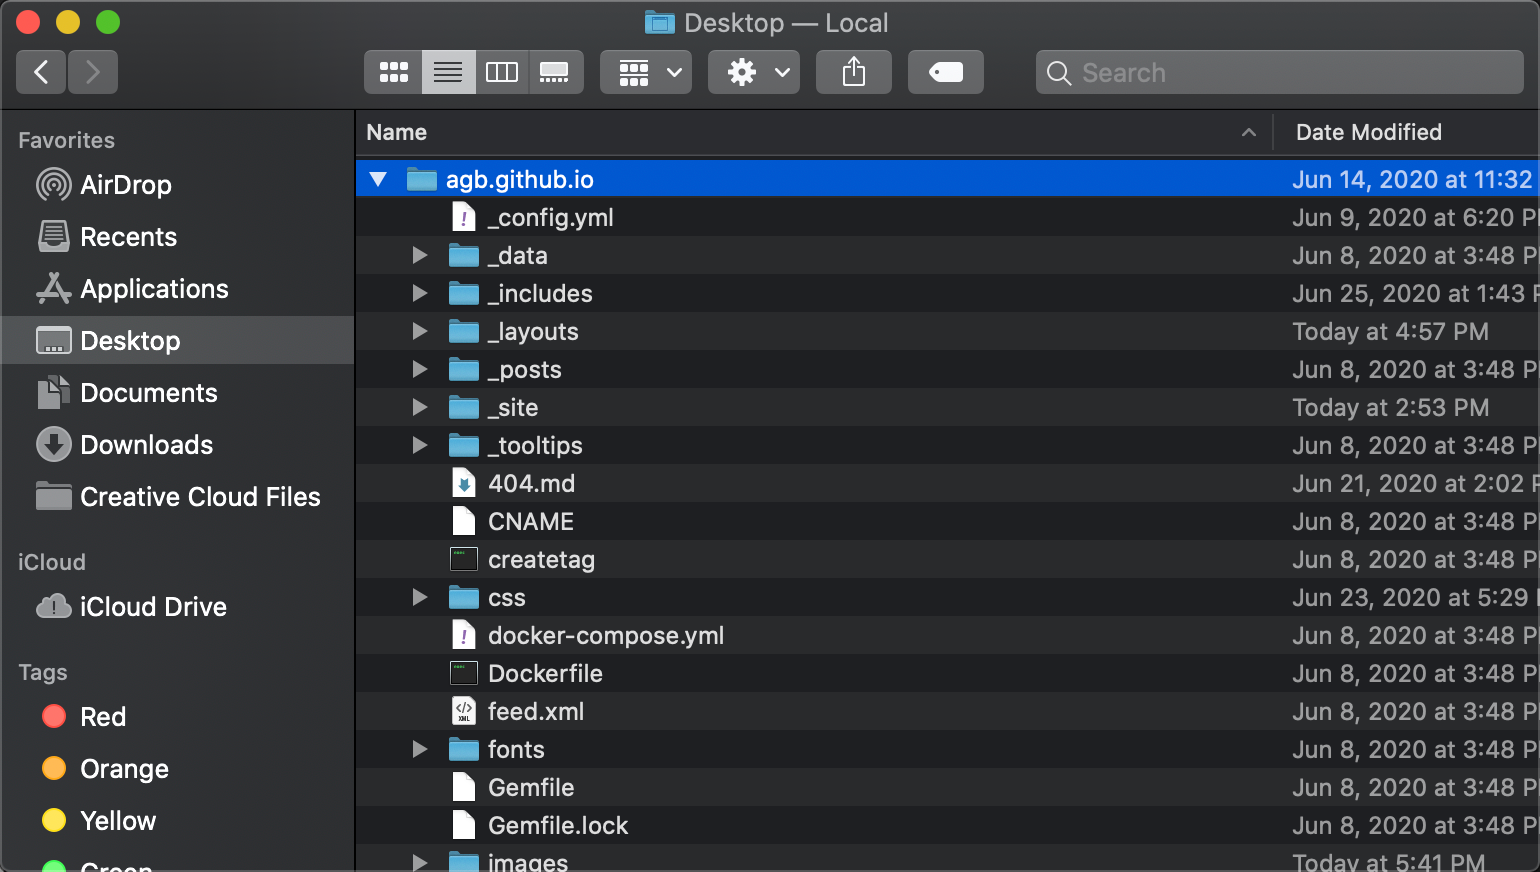 Desktop — Local
Search
Favorites
AirDrop
Recents
Applications
Desktop
Documents
Downloads
Creative Cloud Files
iCloud
iCloud Drive
Tags
Red
Orange
Yellow
Green
Name Date Modified
agb.github.io Jun 14, 2020 at 11:32
_config.yml Jun 9, 2020 at 6:20 P
_data Jun 8, 2020 at 3:48 P
_includes Jun 25, 2020 at 1:43 P
_layouts Today at 4:57 PM
_posts Jun 8, 2020 at 3:48 P
_site Today at 2:53 PM
_tooltips Jun 8, 2020 at 3:48 P
404.md Jun 21, 2020 at 2:02 P
CNAME Jun 8, 2020 at 3:48 P
createtag Jun 8, 2020 at 3:48 P
css Jun 23, 2020 at 5:29
docker-compose.yml Jun 8, 2020 at 3:48 P
Dockerfile Jun 8, 2020 at 3:48 P
feed.xml Jun 8, 2020 at 3:48 P
fonts Jun 8, 2020 at 3:48 P
Gemfile Jun 8, 2020 at 3:48 P
Gemfile.lock Jun 8, 2020 at 3:48 P
images Today at 5:41 PM